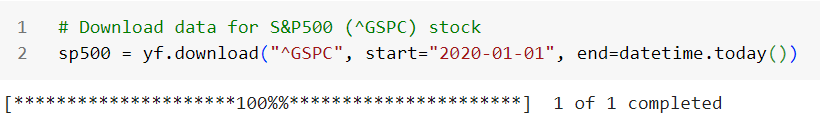 1 # Download data for S&P500 (^GSPC) stock
2 sp500 = yf.download("^GSPC", start="2020-01-01", end=datetime.today())
[*********************100%%**********************]  1 of 1 completed